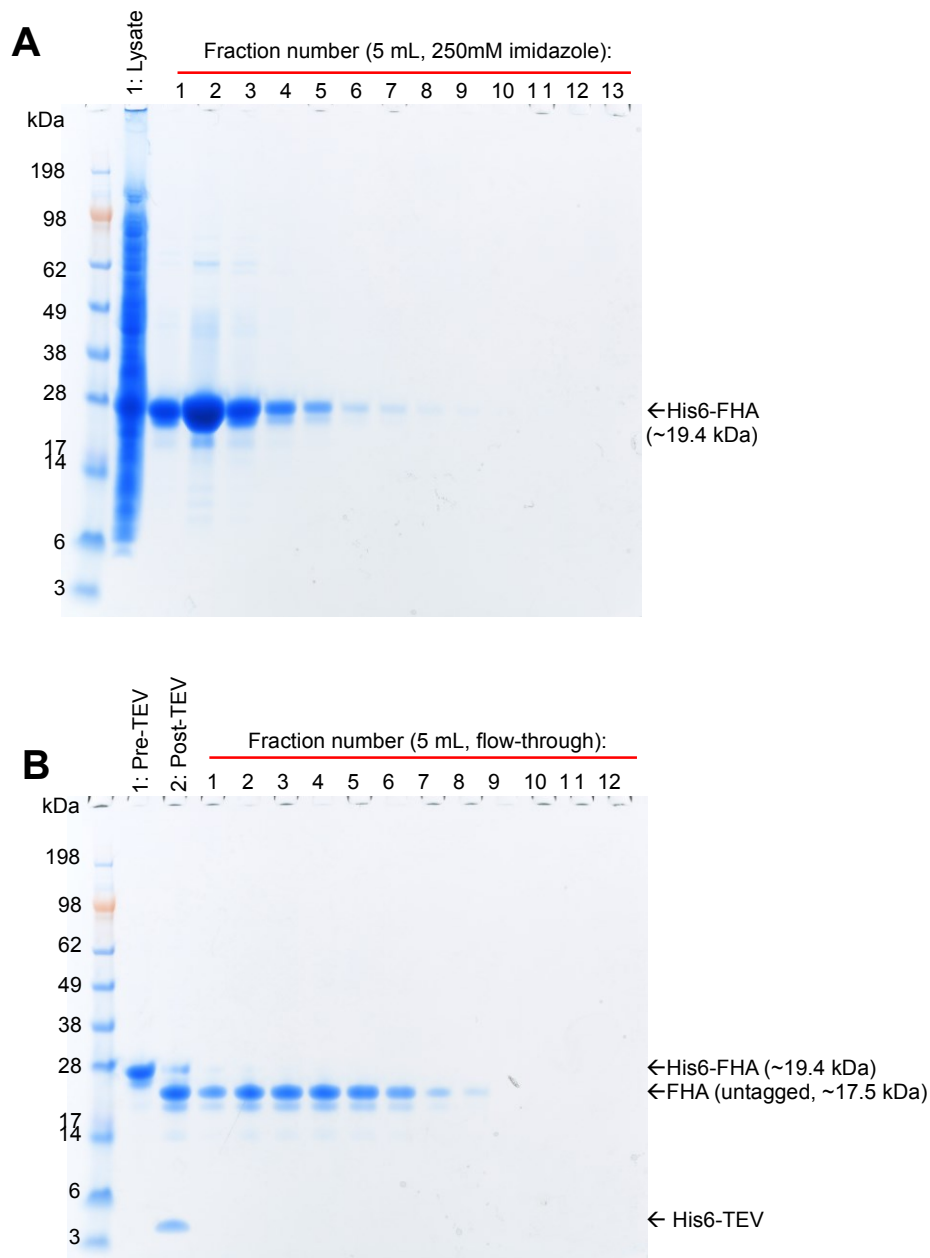 A
1: Lysate
Fraction number (5 mL, 250mM imidazole):
1 2 3 4 5 6 7 8 9 10 11 12 13
kDa
198
98
62
49
38
28
17
14
6
3
←His6-FHA
(~19.4 kDa)
B
1: Pre-TEV
2: Post-TEV
Fraction number (5 mL, flow-through):
1 2 3 4 5 6 7 8 9 10 11 12
kDa
198
98
62
49
38
28
17
14
6
3
←His6-FHA (~19.4 kDa)
←FHA (untagged, ~17.5 kDa)
← His6-TEV